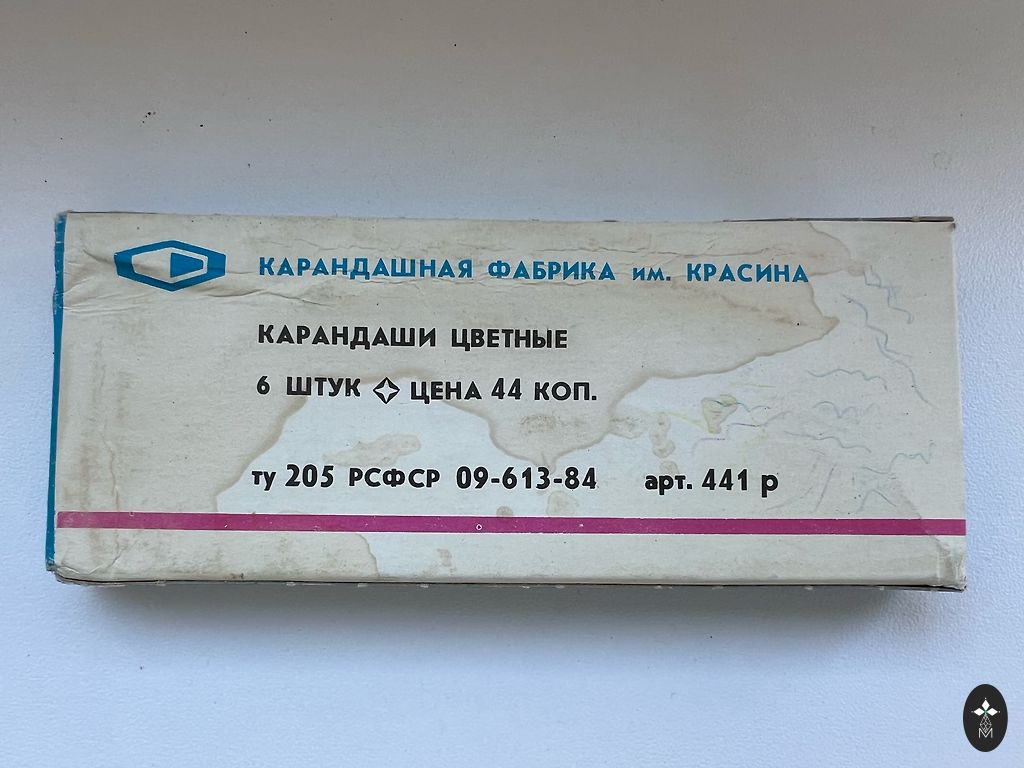 КАРАНДАШНАЯ ФАБРИКА им. КРАСИНА
КАРАНДАШИ ЦВЕТНЫЕ
6 ШТУК ЦЕНА 44 КОП.
ту 205 РСФСР 09-613-84 арт. 441 р
М